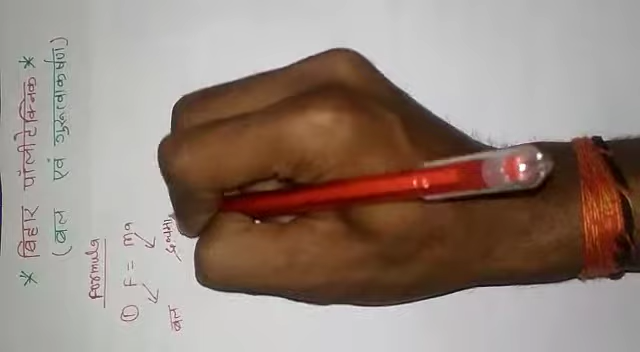 * बिहार पॉलीटेक्निक *
(बल एवं गुरुत्वाकर्षण)
Formula
① F = ma
बल